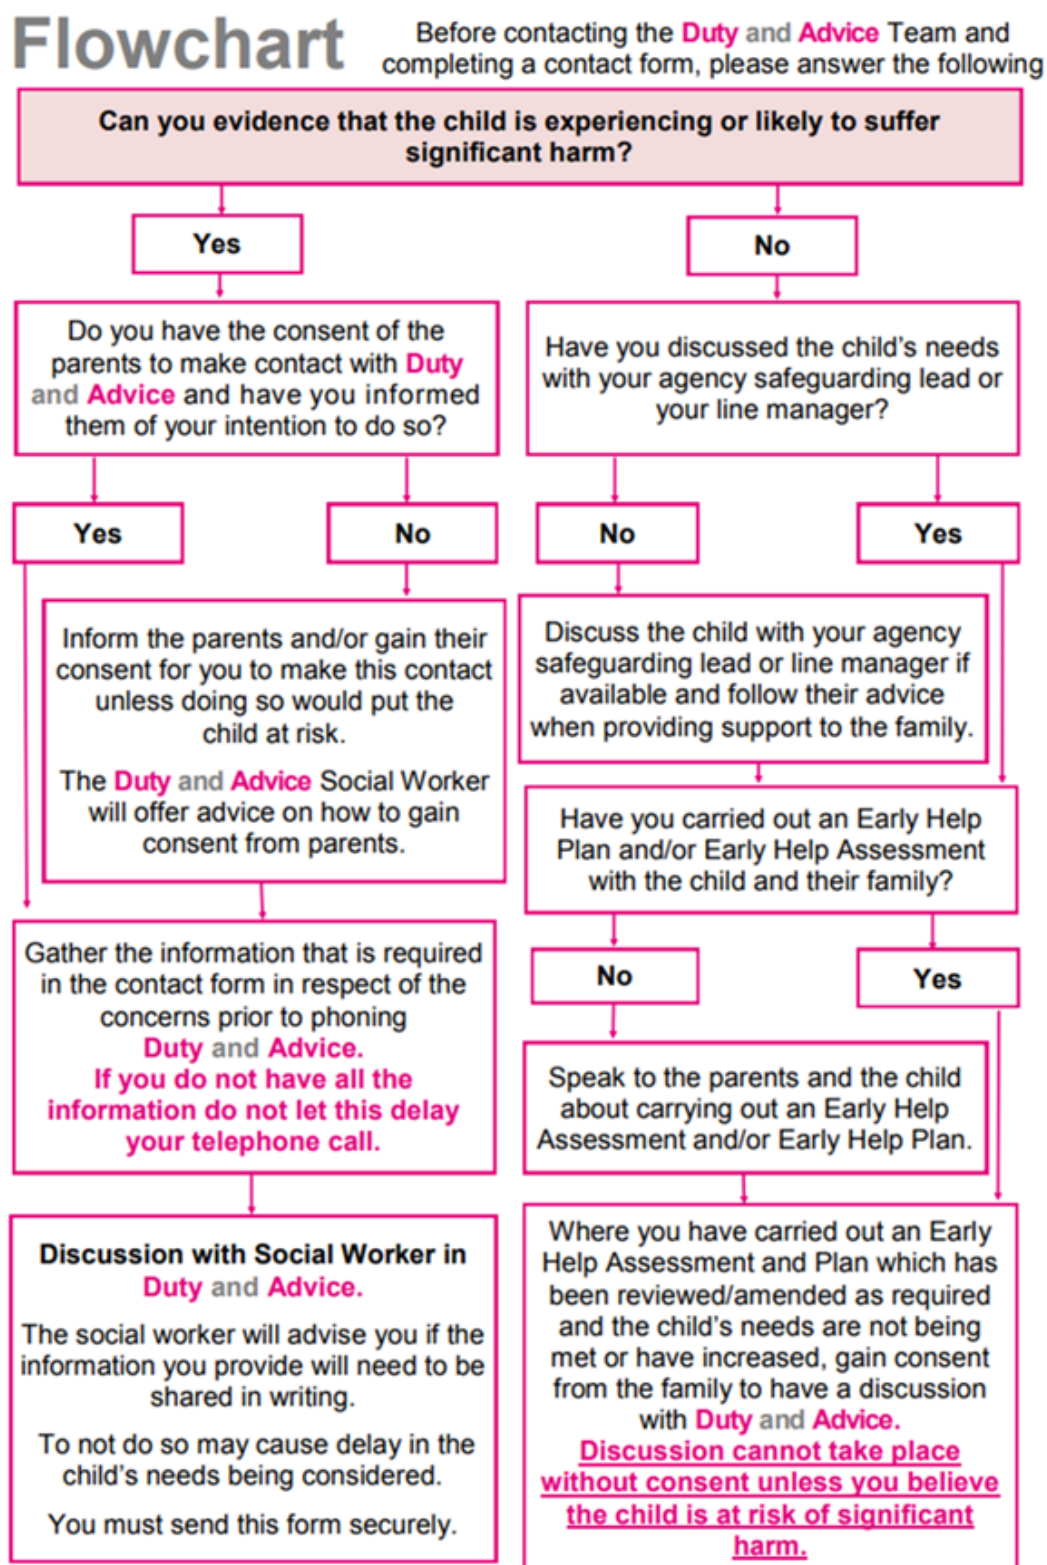 Flowchart
Before contacting the Duty and Advice Team and
completing a contact form, please answer the following
Can you evidence that the child is experiencing or likely to suffer
significant harm?
Yes
No
Do you have the consent of the
parents to make contact with Duty
and Advice and have you informed
them of your intention to do so?
Have you discussed the child's needs
with your agency safeguarding lead or
your line manager?
Yes
No
No
Yes
Inform the parents and/or gain their
consent for you to make this contact
unless doing so would put the
child at risk.
The Duty and Advice Social Worker
will offer advice on how to gain
consent from parents.
Discuss the child with your agency
safeguarding lead or line manager if
available and follow their advice
when providing support to the family.
Have you carried out an Early Help
Plan and/or Early Help Assessment
with the child and their family?
Gather the information that is required
in the contact form in respect of the
concerns prior to phoning
Duty and Advice.
If you do not have all the
information do not let this delay
your telephone call.
No
Yes
Speak to the parents and the child
about carrying out an Early Help
Assessment and/or Early Help Plan.
Discussion with Social Worker in
Duty and Advice.
The social worker will advise you if the
information you provide will need to be
shared in writing.
To not do so may cause delay in the
child's needs being considered.
You must send this form securely.
Where you have carried out an Early
Help Assessment and Plan which has
been reviewed/amended as required
and the child's needs are not being
met or have increased, gain consent
from the family to have a discussion
with Duty and Advice.
Discussion cannot take place
without consent unless you believe
the child is at risk of significant
harm.